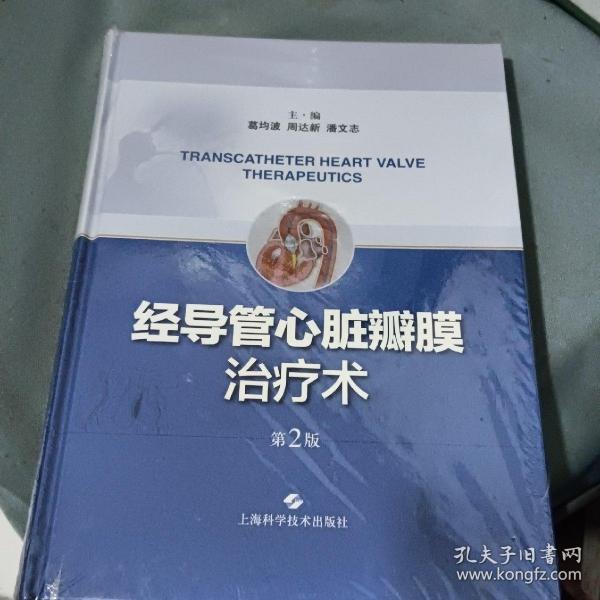 主·编
葛均波 周达新 潘文志
TRANSCATHETER HEART VALVE
THERAPEUTICS
经导管心脏瓣膜
治疗术
第2版
上海科学技术出版社
孔夫子旧书网
www.kongfz.com